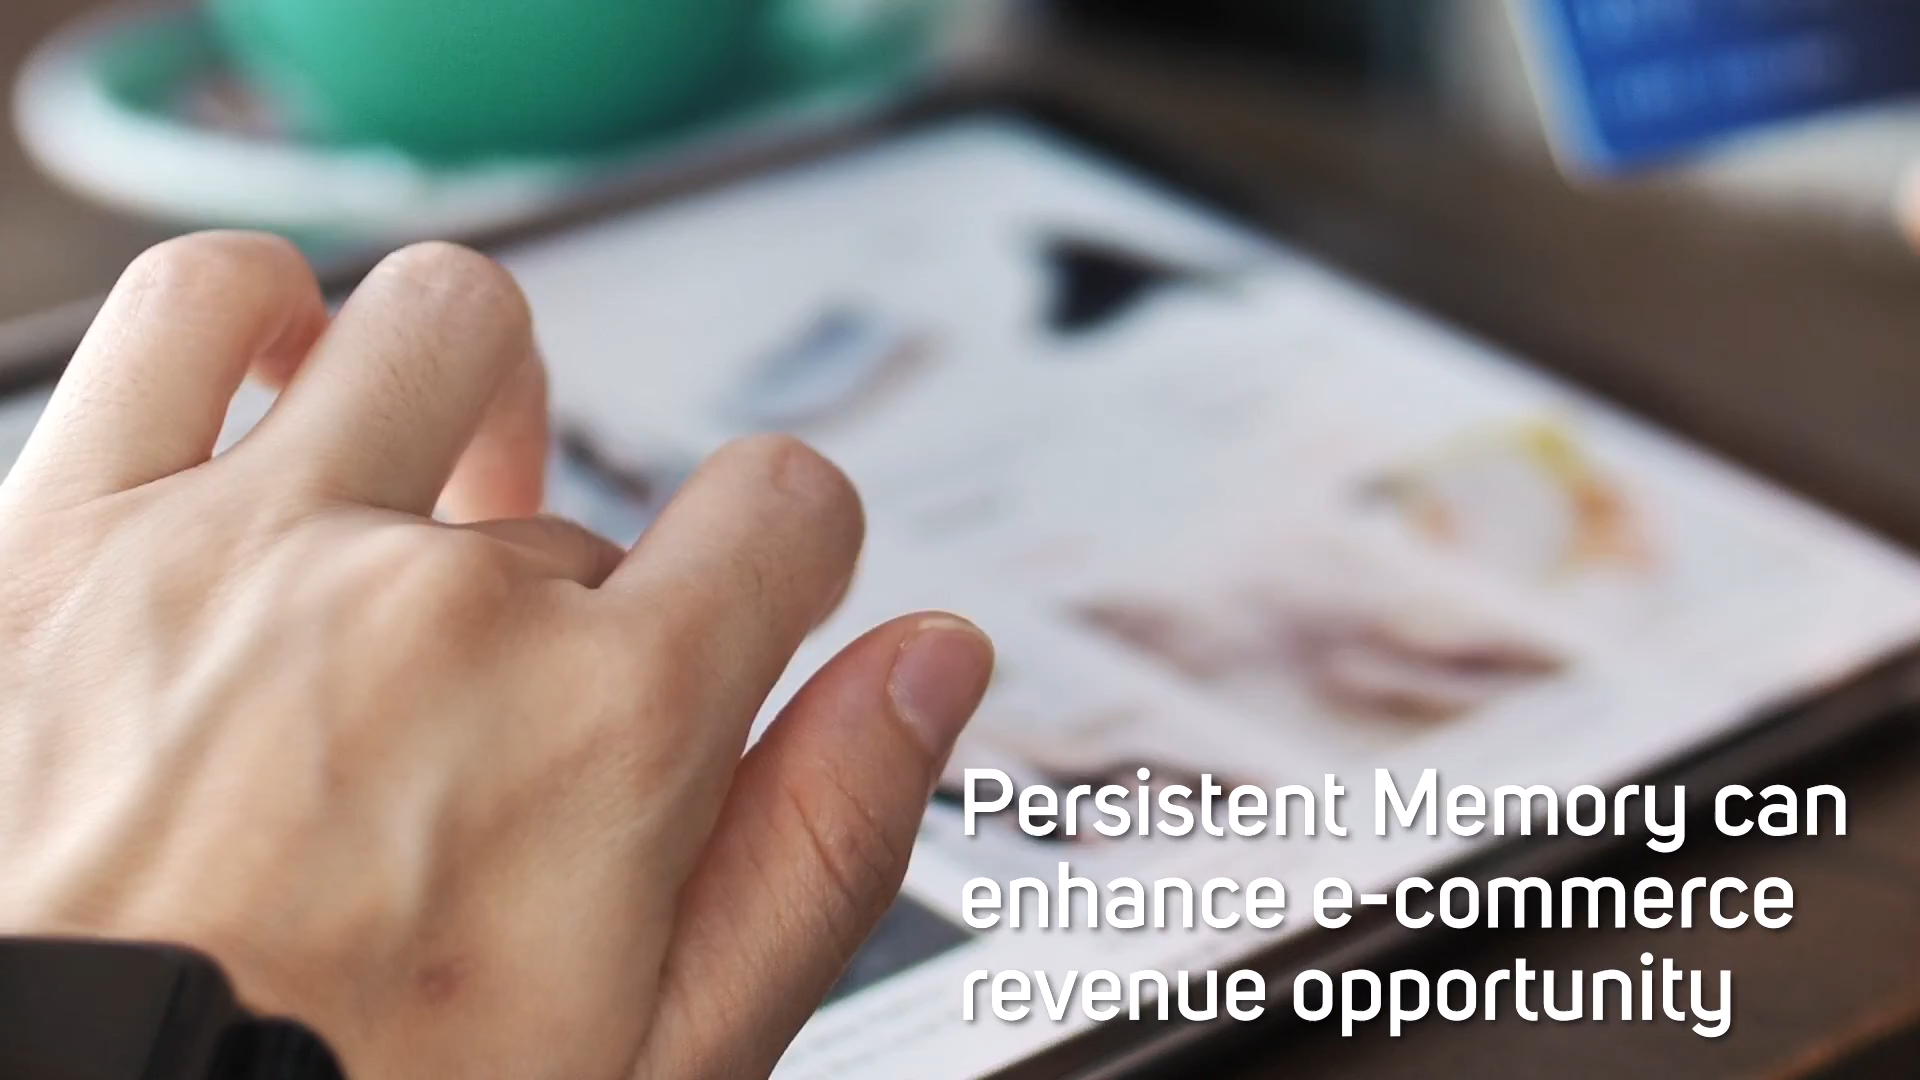 Persistent Memory can
enhance e-commerce
revenue opportunity